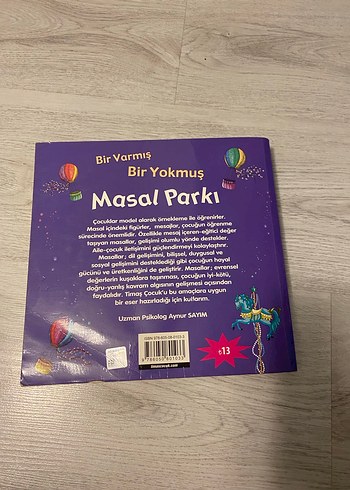 Bir Varmış
Bir Yokmuş
Masal Parkı
Çocuklar model alarak örnekleme ile öğrenirler.
Masal içindeki figürler, mesajlar, çocuğun öğrenme
sürecinde önemlidir. Özellikle mesaj içeren-eğitici değer
taşıyan masallar, gelişimi olumlu yönde destekler.
Aile-çocuk iletişimini güçlendirmeyi kolaylaştırır.
Masallar; dil gelişimini, bilişsel, duygusal ve
sosyal gelişimini desteklediği gibi çocuğun hayal
gücünü ve üretkenliğini de geliştirir. Masallar; evrensel
değerlerin kuşaklara taşınması, çocuğun iyi-kötü,
doğru-yanlış kavram algısının gelişmesi açısından
faydalıdır. Timaş Çocuk'u bu amaçlara uygun
bir eser hazırladığı için kutlarım.
Uzman Psikolog Aynur SAYIM
₺13